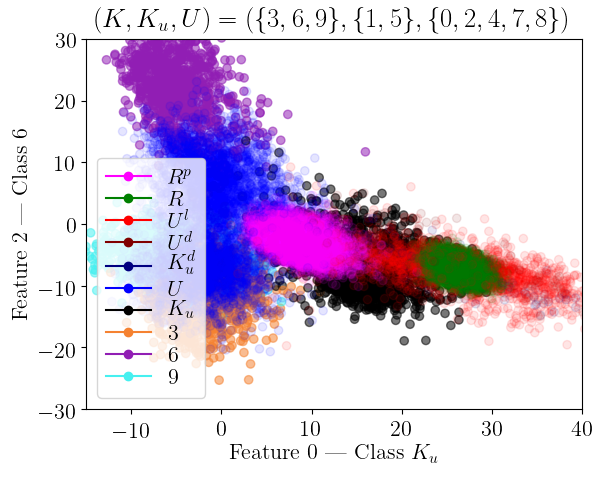 (K, K_u, U) = ({3, 6, 9}, {1, 5}, {0, 2, 4, 7, 8})
30
20
10
0
−10
−20
−30
Feature 2 — Class 6
R^p
R
U^l
U^d
K_u^d
U
K_u
3
6
9
−10
0
10
20
30
40
Feature 0 — Class K_u